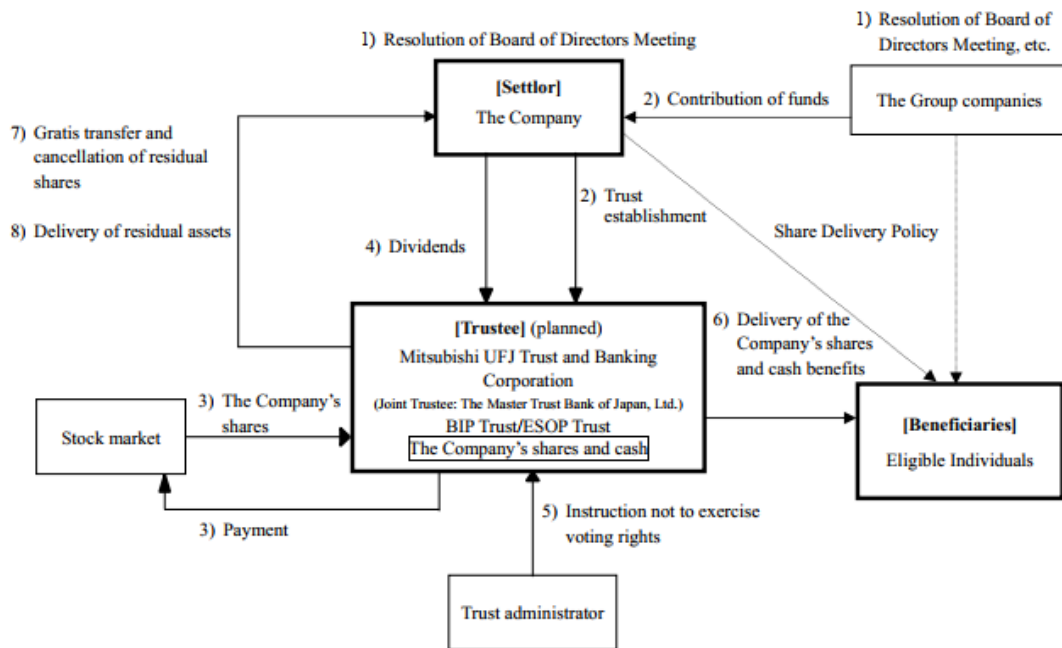 1) Resolution of Board of Directors Meeting
1) Resolution of Board of
Directors Meeting, etc.
[Settlor]
The Company
2) Contribution of funds
The Group companies
7) Gratis transfer and
cancellation of residual
shares
8) Delivery of residual assets
4) Dividends
2) Trust
establishment
Share Delivery Policy
[Trustee] (planned)
Mitsubishi UFJ Trust and Banking
Corporation
(Joint Trustee: The Master Trust Bank of Japan, Ltd.)
BIP Trust/ESOP Trust
The Company's shares and cash
6) Delivery of the
Company's shares
and cash benefits
3) The Company's
shares
Stock market
[Beneficiaries]
Eligible Individuals
3) Payment
5) Instruction not to exercise
voting rights
Trust administrator